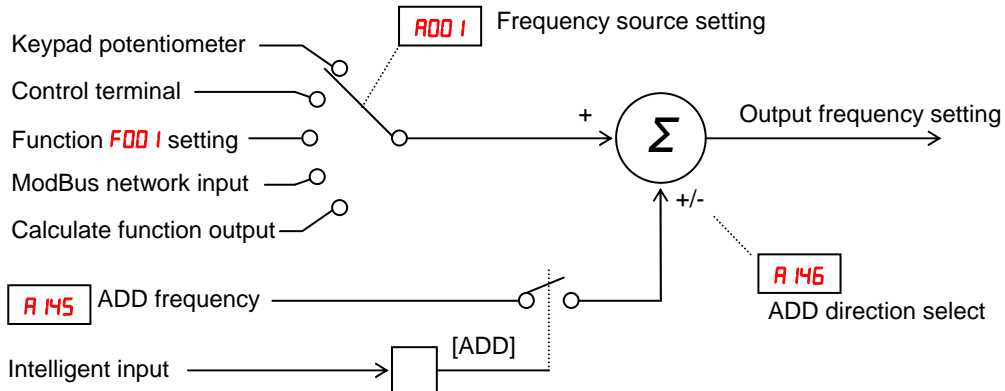 A001 Frequency source setting
Keypad potentiometer
Control terminal
Function F001 setting
ModBus network input
Calculate function output
+
Σ
Output frequency setting
+/-
A145 ADD frequency
A146
ADD direction select
Intelligent input
[ADD]